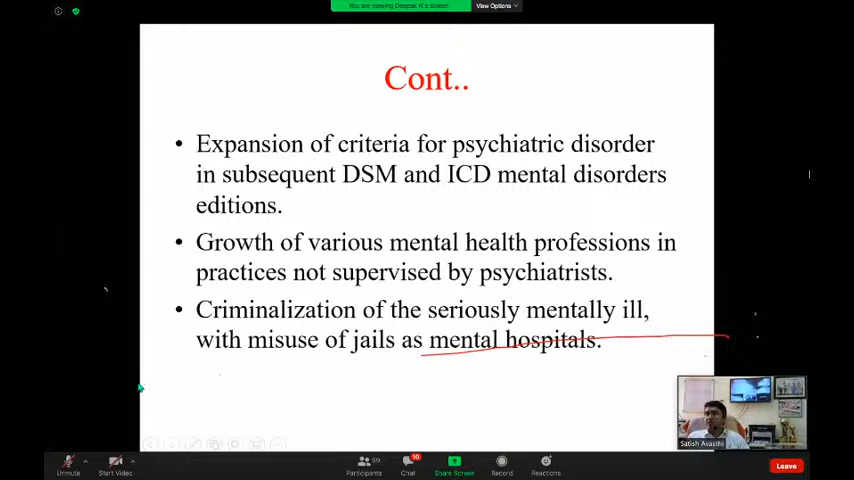 You are viewing Deepak K's screen View Options
Cont..
• Expansion of criteria for psychiatric disorder
in subsequent DSM and ICD mental disorders
editions.
• Growth of various mental health professions in
practices not supervised by psychiatrists.
• Criminalization of the seriously mentally ill,
with misuse of jails as mental hospitals.
Satish Avasthi
Unmute Start Video Participants 99 Chat 10 Share Screen Record Reactions Leave